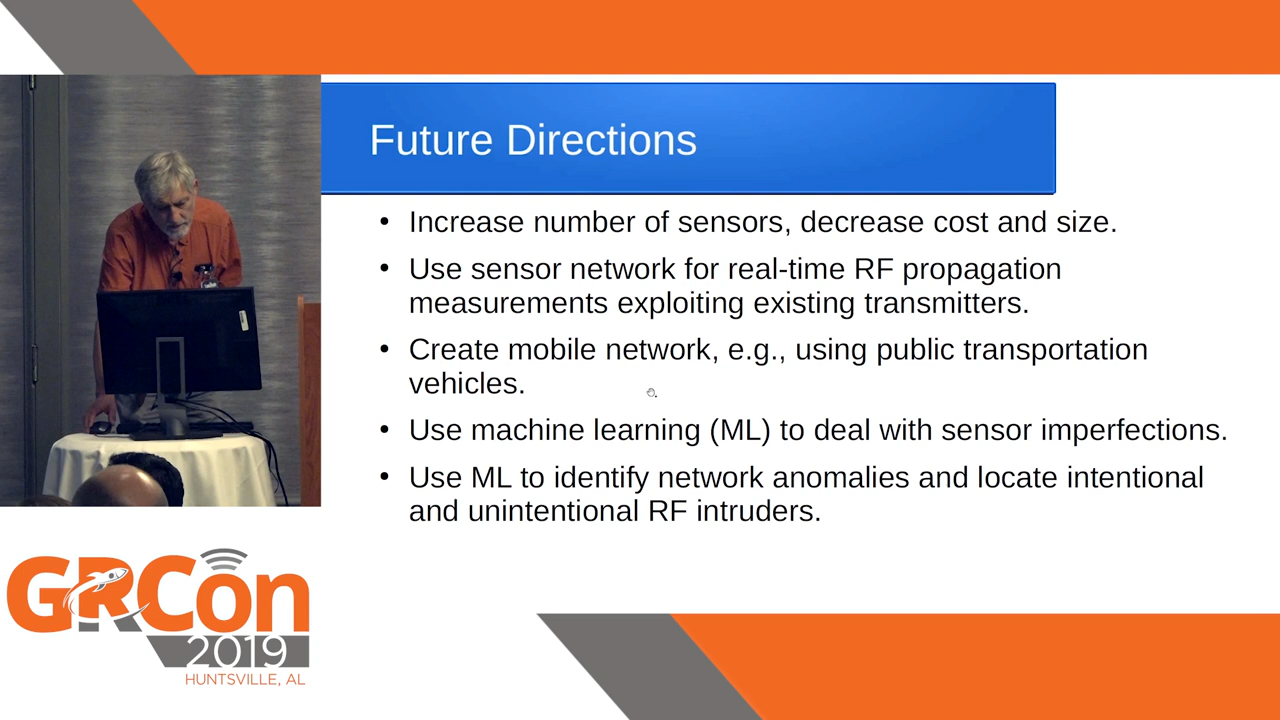 Future Directions
• Increase number of sensors, decrease cost and size.
• Use sensor network for real-time RF propagation
measurements exploiting existing transmitters.
• Create mobile network, e.g., using public transportation
vehicles.
• Use machine learning (ML) to deal with sensor imperfections.
• Use ML to identify network anomalies and locate intentional
and unintentional RF intruders.
GRCon
2019
HUNTSVILLE, AL